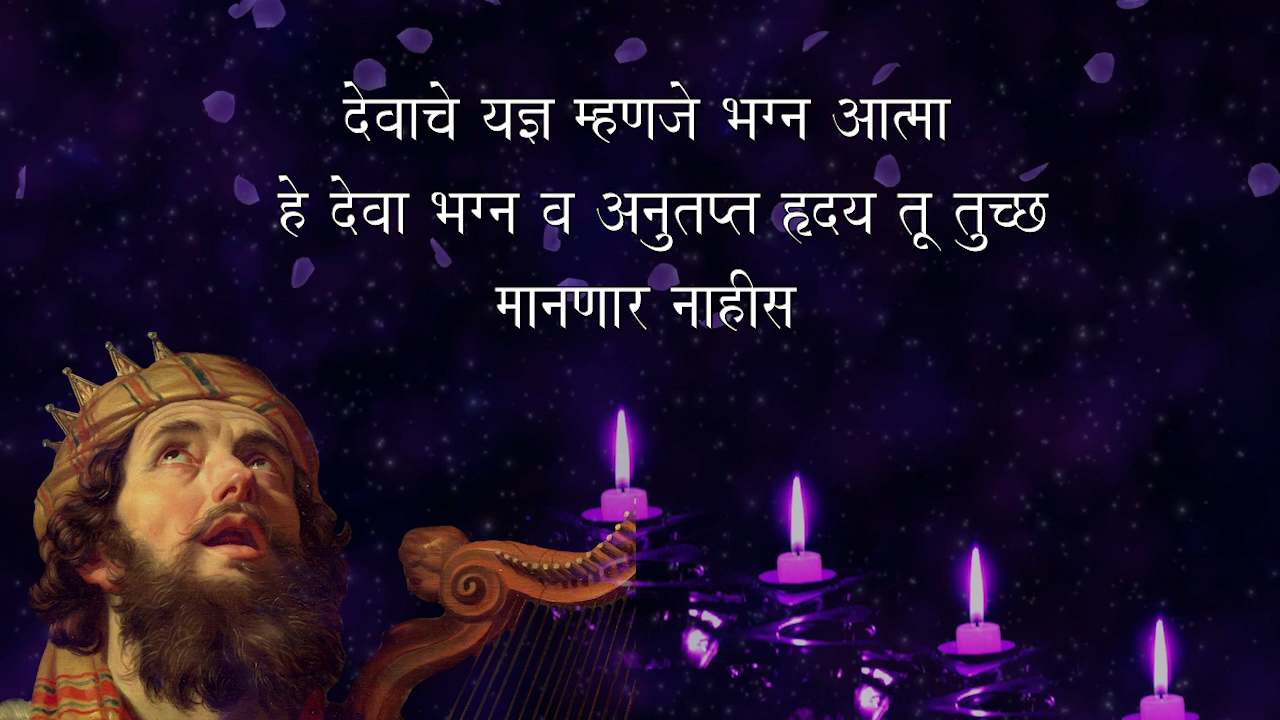 देवाचे यज्ञ म्हणजे भग्न आत्मा
हे देवा भग्न व अनुतप्त हृदय तू तुच्छ
मानणार नाहीस